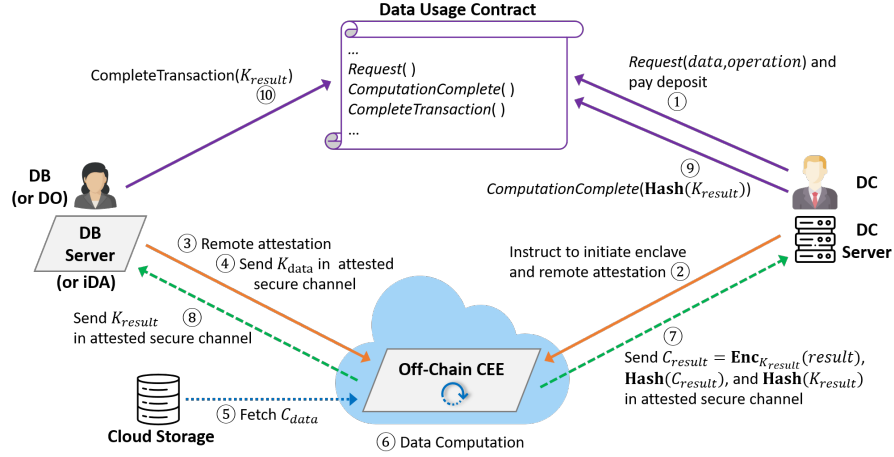 Data Usage Contract
...
Request( )
ComputationComplete( )
CompleteTransaction( )
...
CompleteTransaction(K_result)
⑩
Request(data,operation) and
pay deposit
①
⑨
ComputationComplete(Hash(K_result))
DB
(or DO)
DC
DB
Server
(or iDA)
DC
Server
③ Remote attestation
④ Send K_data in attested
secure channel
Instruct to initiate enclave
and remote attestation ②
Send K_result ⑧
in attested secure channel
⑦
Send C_result = Enc_{K_result}(result),
Hash(C_result), and Hash(K_result)
in attested secure channel
Off-Chain CEE
⑤ Fetch C_data
Cloud Storage
⑥ Data Computation